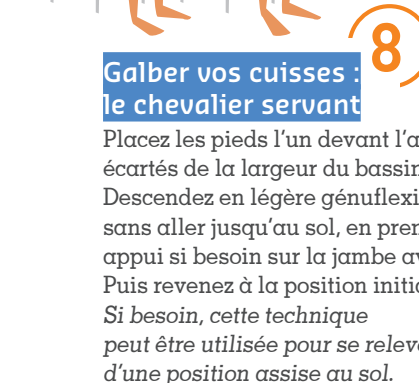 8
Galber vos cuisses :
le chevalier servant
Placez les pieds l'un devant
écartés de la largeur du bassin
Descendez en légère
sans aller jusqu'au sol, en
appui si besoin sur la jambe
Puis revenez à la position
Si besoin, cette technique
peut être utilisée pour se
d'une position assise au sol.